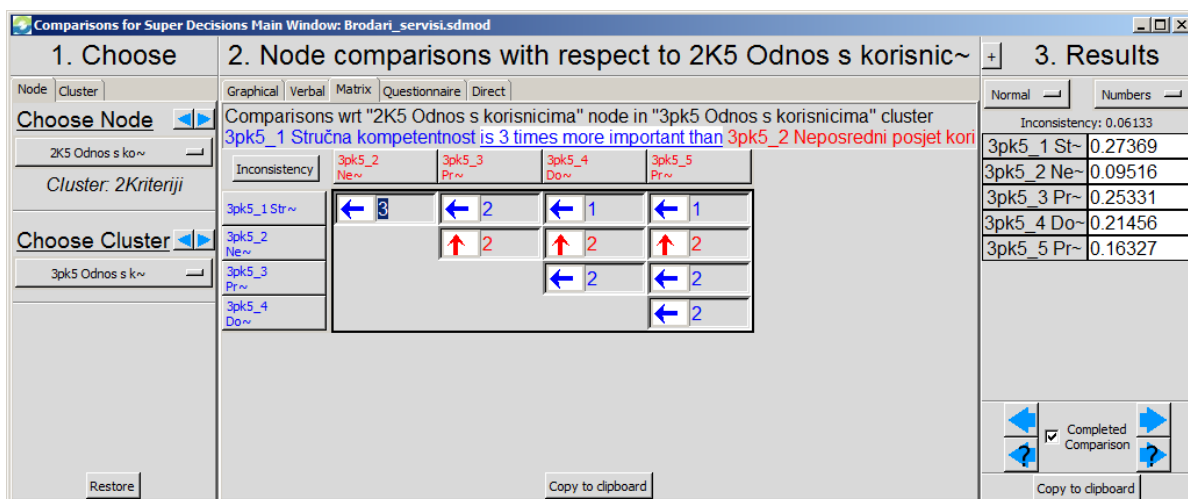 Comparisons for Super Decisions Main Window: Brodari_servisi.sdmod
1. Choose
Node Cluster
Choose Node
2K5 Odnos s ko~
Cluster: 2Kriteriji
Choose Cluster
3pk5 Odnos s k~
Restore
2. Node comparisons with respect to 2K5 Odnos s korisnic~
Graphical Verbal Matrix Questionnaire Direct
Comparisons wrt "2K5 Odnos s korisnicima" node in "3pk5 Odnos s korisnicima" cluster
3pk5_1 Stručna kompetentnost is 3 times more important than 3pk5_2 Neposredni posjet kori
Inconsistency 3pk5_2 Ne~ 3pk5_3 Pr~ 3pk5_4 Do~ 3pk5_5 Pr~
3pk5_1 Str~ 3 2 1 1
3pk5_2 Ne~ 2 2 2
3pk5_3 Pr~ 2 2
3pk5_4 Do~ 2
Copy to clipboard
+ 3. Results
Normal Numbers
Inconsistency: 0.06133
3pk5_1 St~ 0.27369
3pk5_2 Ne~ 0.09516
3pk5_3 Pr~ 0.25331
3pk5_4 Do~ 0.21456
3pk5_5 Pr~ 0.16327
Completed Comparison
? ?
Copy to clipboard